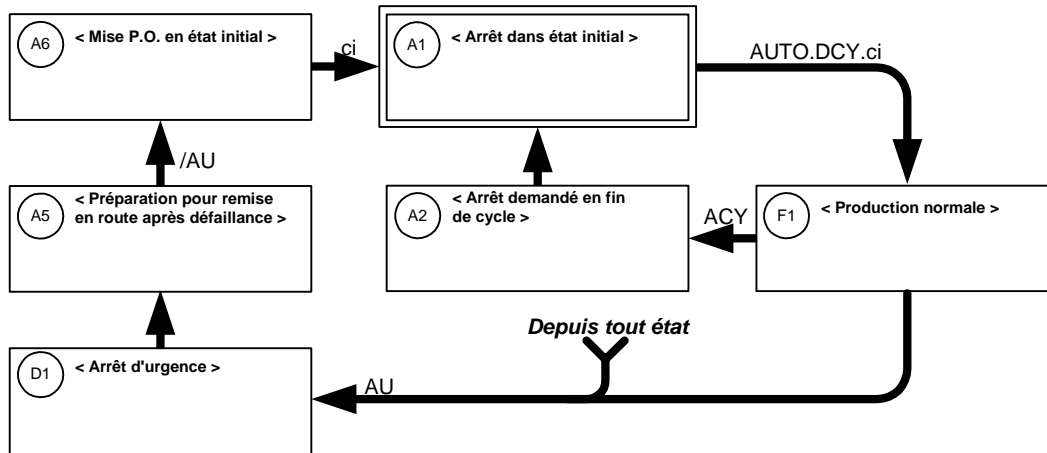 A6
< Mise P.O. en état initial >
ci
A1
< Arrêt dans état initial >
AUTO.DCY.ci
/AU
A5
< Préparation pour remise
en route après défaillance >
A2
< Arrêt demandé en fin
de cycle >
ACY
F1
< Production normale >
Depuis tout état
D1
< Arrêt d'urgence >
AU